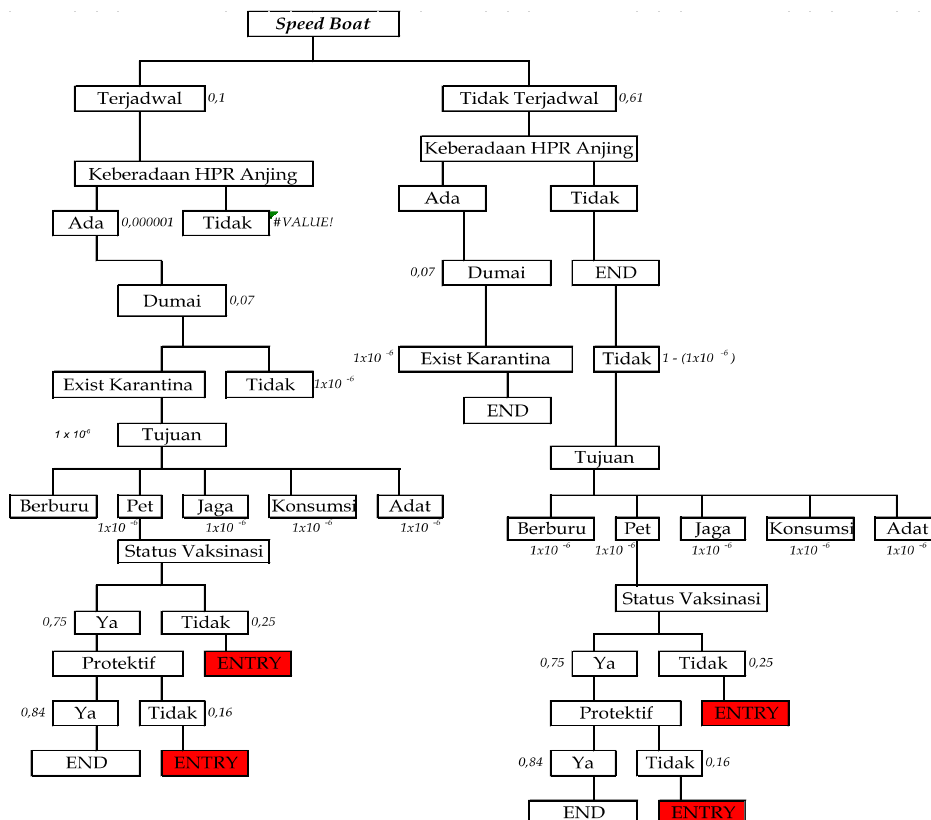 Speed Boat
Terjadwal 0,1
Tidak Terjadwal 0,61
Keberadaan HPR Anjing
Keberadaan HPR Anjing
Ada
Tidak
Ada 0,000001
Tidak #VALUE!
0,07 Dumai
END
Dumai 0,07
1x10 -6 Exist Karantina
Tidak 1 - (1x10 -6 )
Exist Karantina
Tidak 1x10 -6
END
1 x 10-6 Tujuan
Tujuan
Berburu
Pet
Jaga
Konsumsi
Adat
1x10 -6
1x10 -6
1x10 -6
1x10 -6
Berburu
Pet
Jaga
Konsumsi
Adat
1x10 -6
1x10 -6
1x10 -6
1x10 -6
1x10 -6
Status Vaksinasi
Status Vaksinasi
0,75 Ya
Tidak 0,25
Protektif
ENTRY
0,75 Ya
Tidak 0,25
0,84 Ya
Tidak 0,16
Protektif
ENTRY
END
ENTRY
0,84 Ya
Tidak 0,16
END
ENTRY